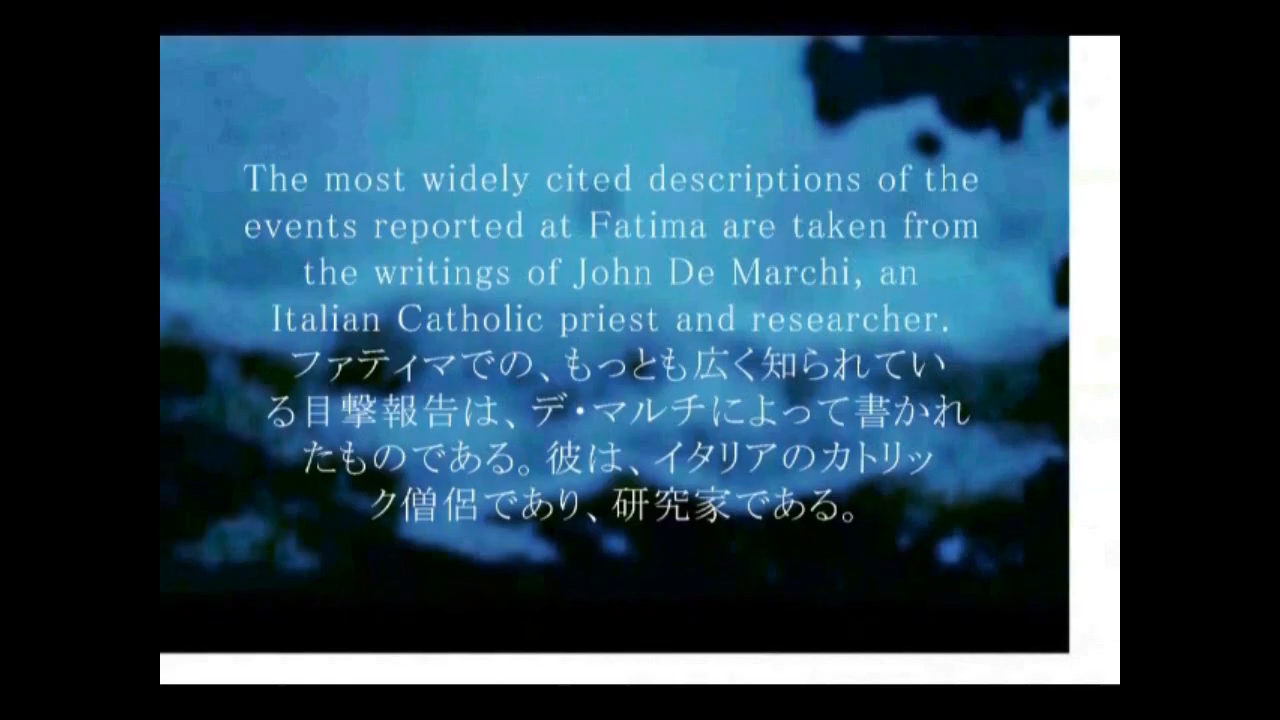 The most widely cited descriptions of the
events reported at Fatima are taken from
the writings of John De Marchi, an
Italian Catholic priest and researcher.
ファティマでの、もっとも広く知られてい
る目撃報告は、デ・マルチによって書かれ
たものである。彼は、イタリアのカトリッ
ク僧侶であり、研究家である。